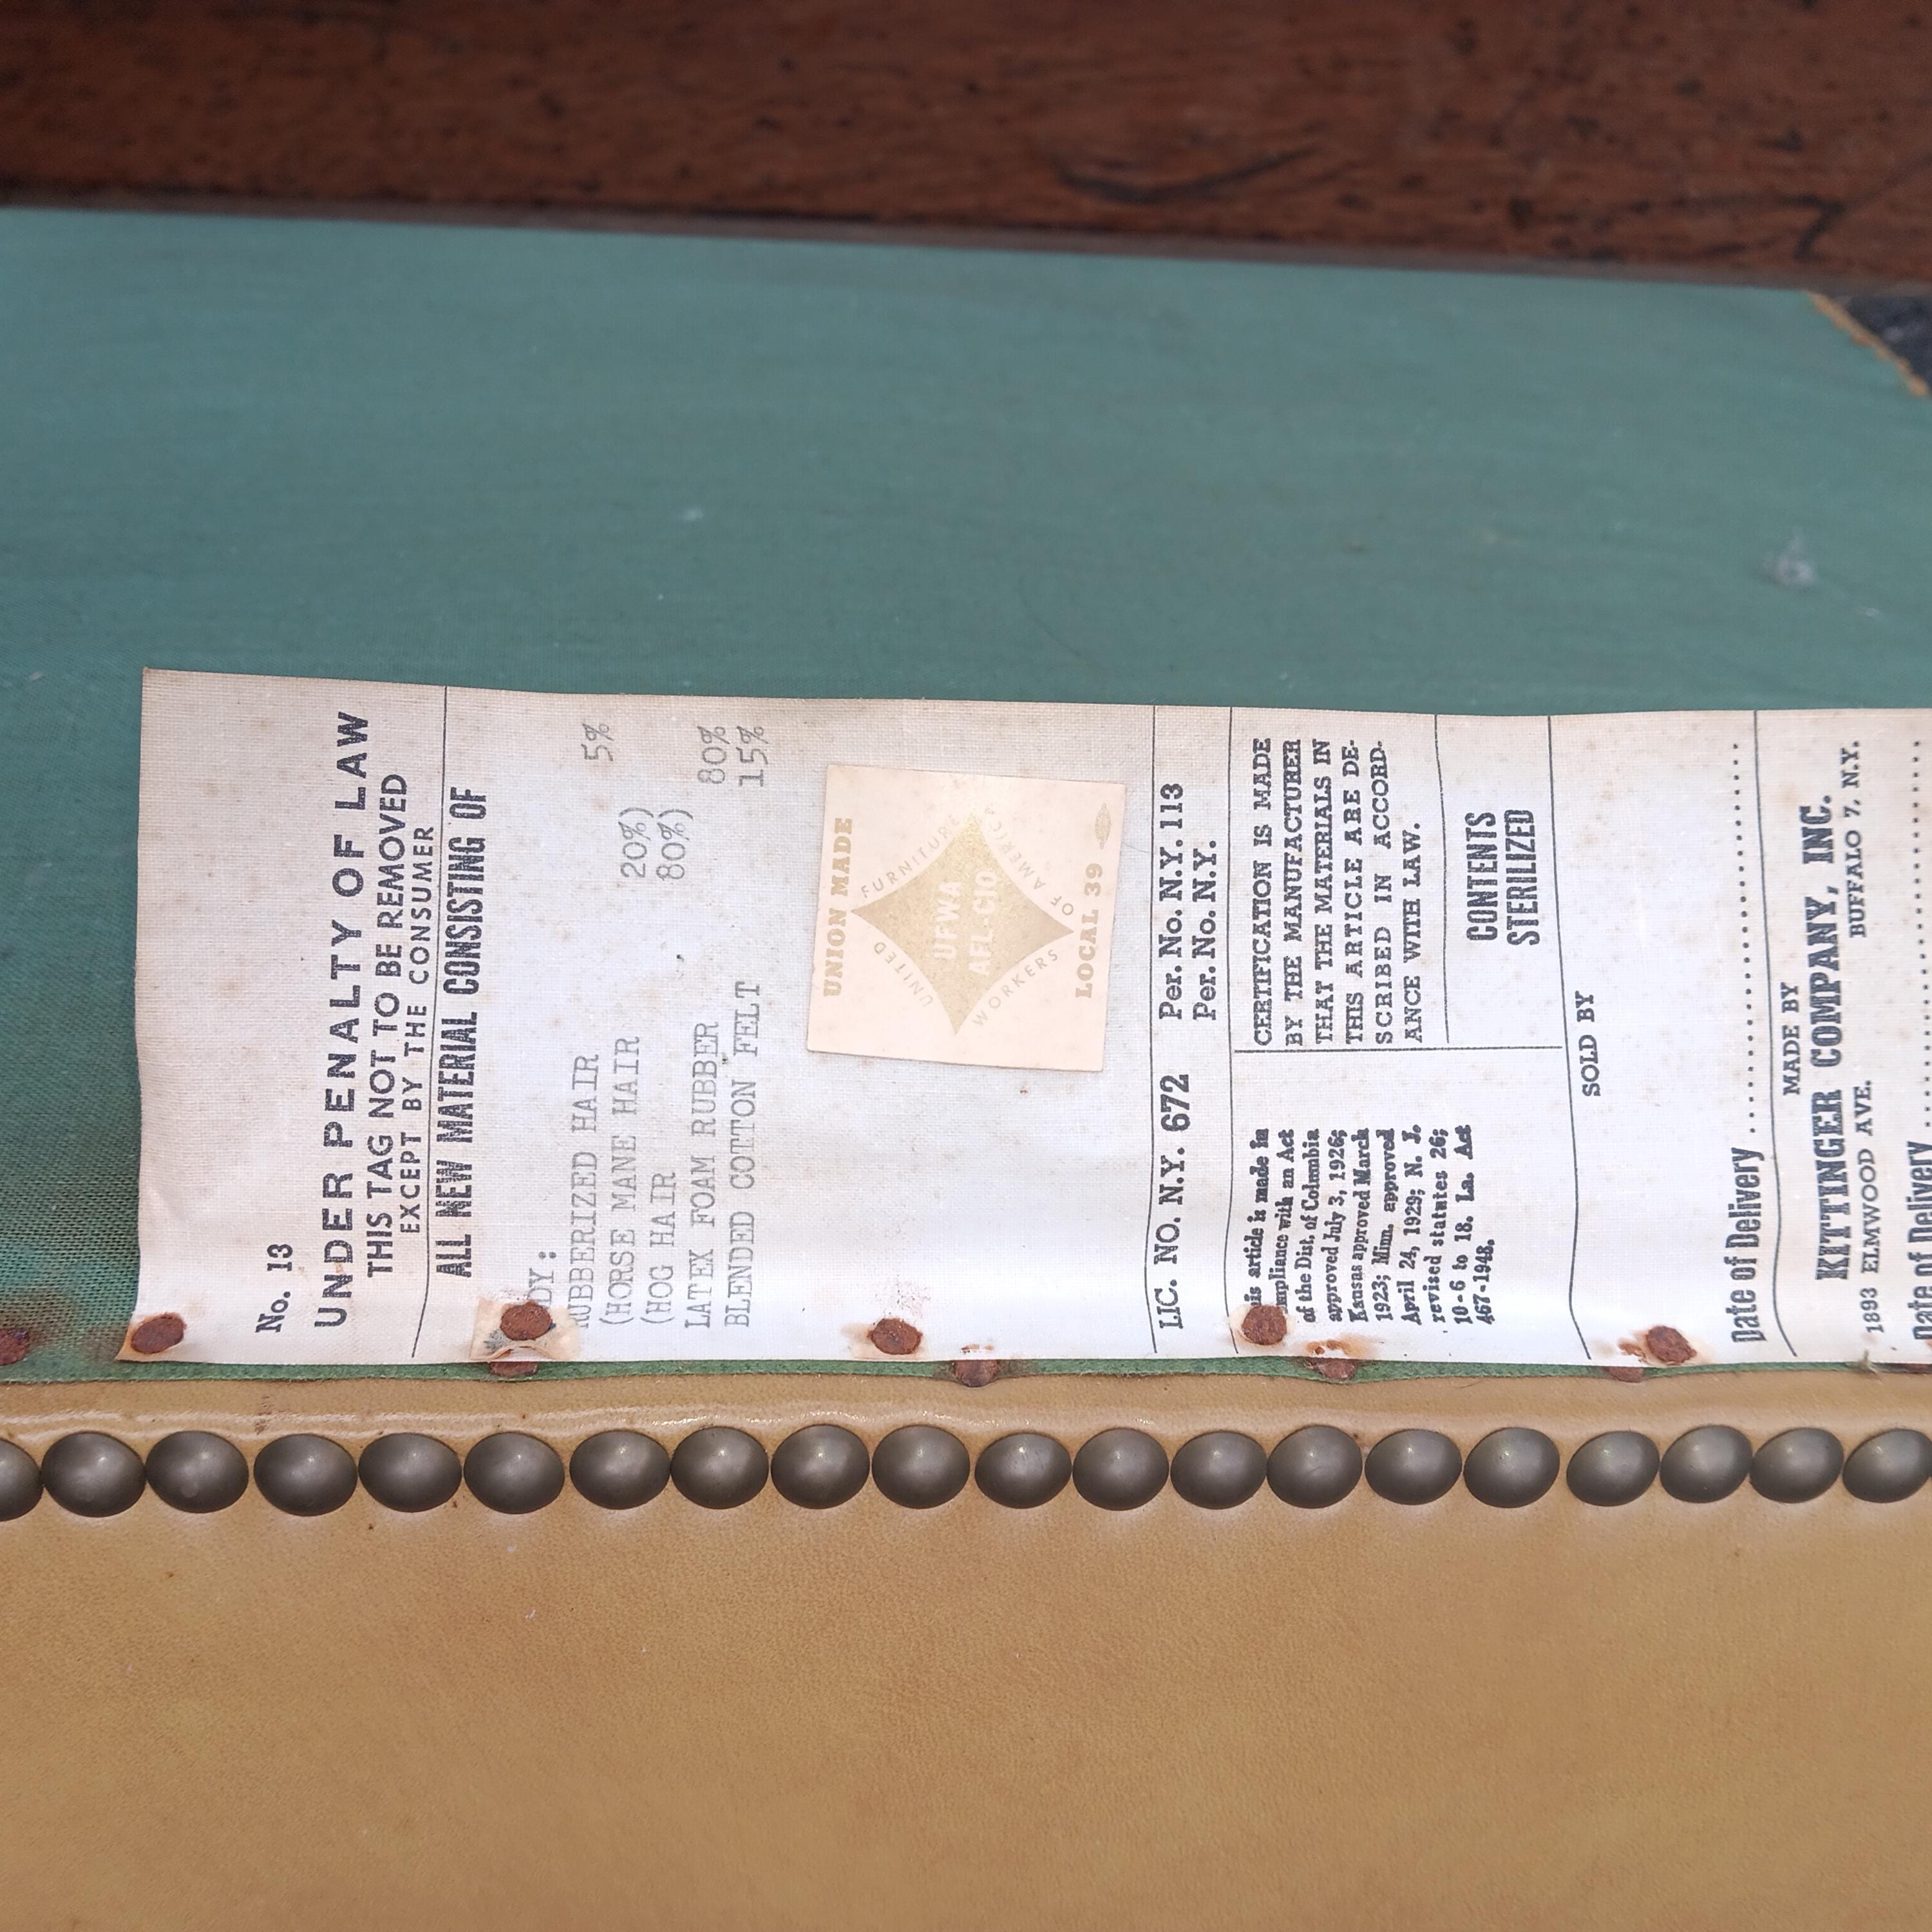 No. 13
UNDER PENALTY OF LAW
THIS TAG NOT TO BE REMOVED
EXCEPT BY THE CONSUMER
ALL NEW MATERIAL CONSISTING OF
DY:
RUBBERIZED HAIR 5%
(HORSE MANE HAIR 20%)
(HOG HAIR 80%)
LATEX FOAM RUBBER 80%
BLENDED COTTON FELT 15%
UNION MADE
UNITED FURNITURE
UFWA
AFL-CIO
WORKERS OF AMERICA
LOCAL 39
LIC. NO. N.Y. 672 Per. No. N.Y. 113
Per. No. N.Y.
is article is made in
mpliance with an Act
of the Dist. of Columbia
approved July 3, 1926;
Kansas approved March
1923; Minn. approved
April 24, 1929; N. J.
revised statutes 26;
10-6 to 18. La. Act
467-1948.
CERTIFICATION IS MADE
BY THE MANUFACTURER
THAT THE MATERIALS IN
THIS ARTICLE ARE DE-
SCRIBED IN ACCORD-
ANCE WITH LAW.
CONTENTS
STERILIZED
SOLD BY
Date of Delivery
MADE BY
KITTINGER COMPANY, INC.
1893 ELMWOOD AVE. BUFFALO 7, N.Y.
Date of Delivery